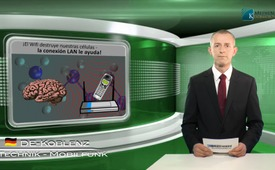 ¡El Wifi destruye nuestras células -
la conexión LAN le ayuda!
DE-KOBLENZ
TECHNIK - MOBILFUNK